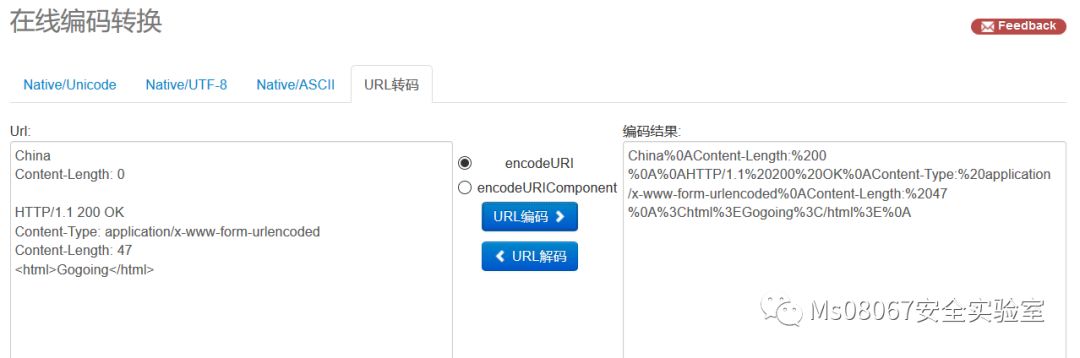 在线编码转换
Feedback
Native/Unicode
Native/UTF-8
Native/ASCII
URL转码
Url:
China
Content-Length: 0
HTTP/1.1 200 OK
Content-Type: application/x-www-form-urlencoded
Content-Length: 47
<html>Gogoing</html>
encodeURI
encodeURIComponent
URL编码
URL解码
编码结果:
China%0AContent-Length:%200
%0A%0AHTTP/1.1%20200%20OK%0AContent-Type:%20application
/x-www-form-urlencoded%0AContent-Length:%2047
%0A%3Chtml%3EGogoing%3C/html%3E%0A
Ms08067安全实验室